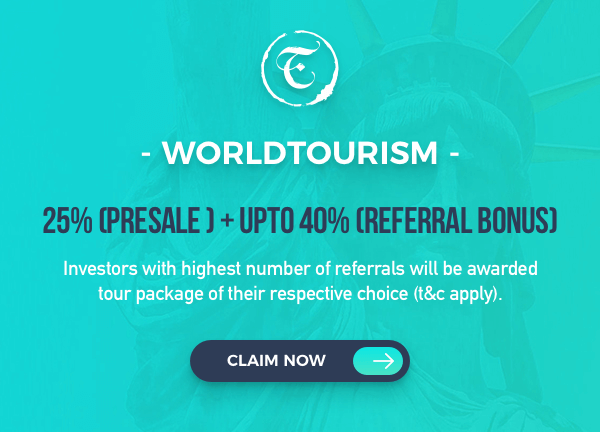 - WORLDTOURISM -
25% (PRESALE ) + UPTO 40% (REFERRAL BONUS)
Investors with highest number of referrals will be awarded
tour package of their respective choice (t&c apply).
CLAIM NOW